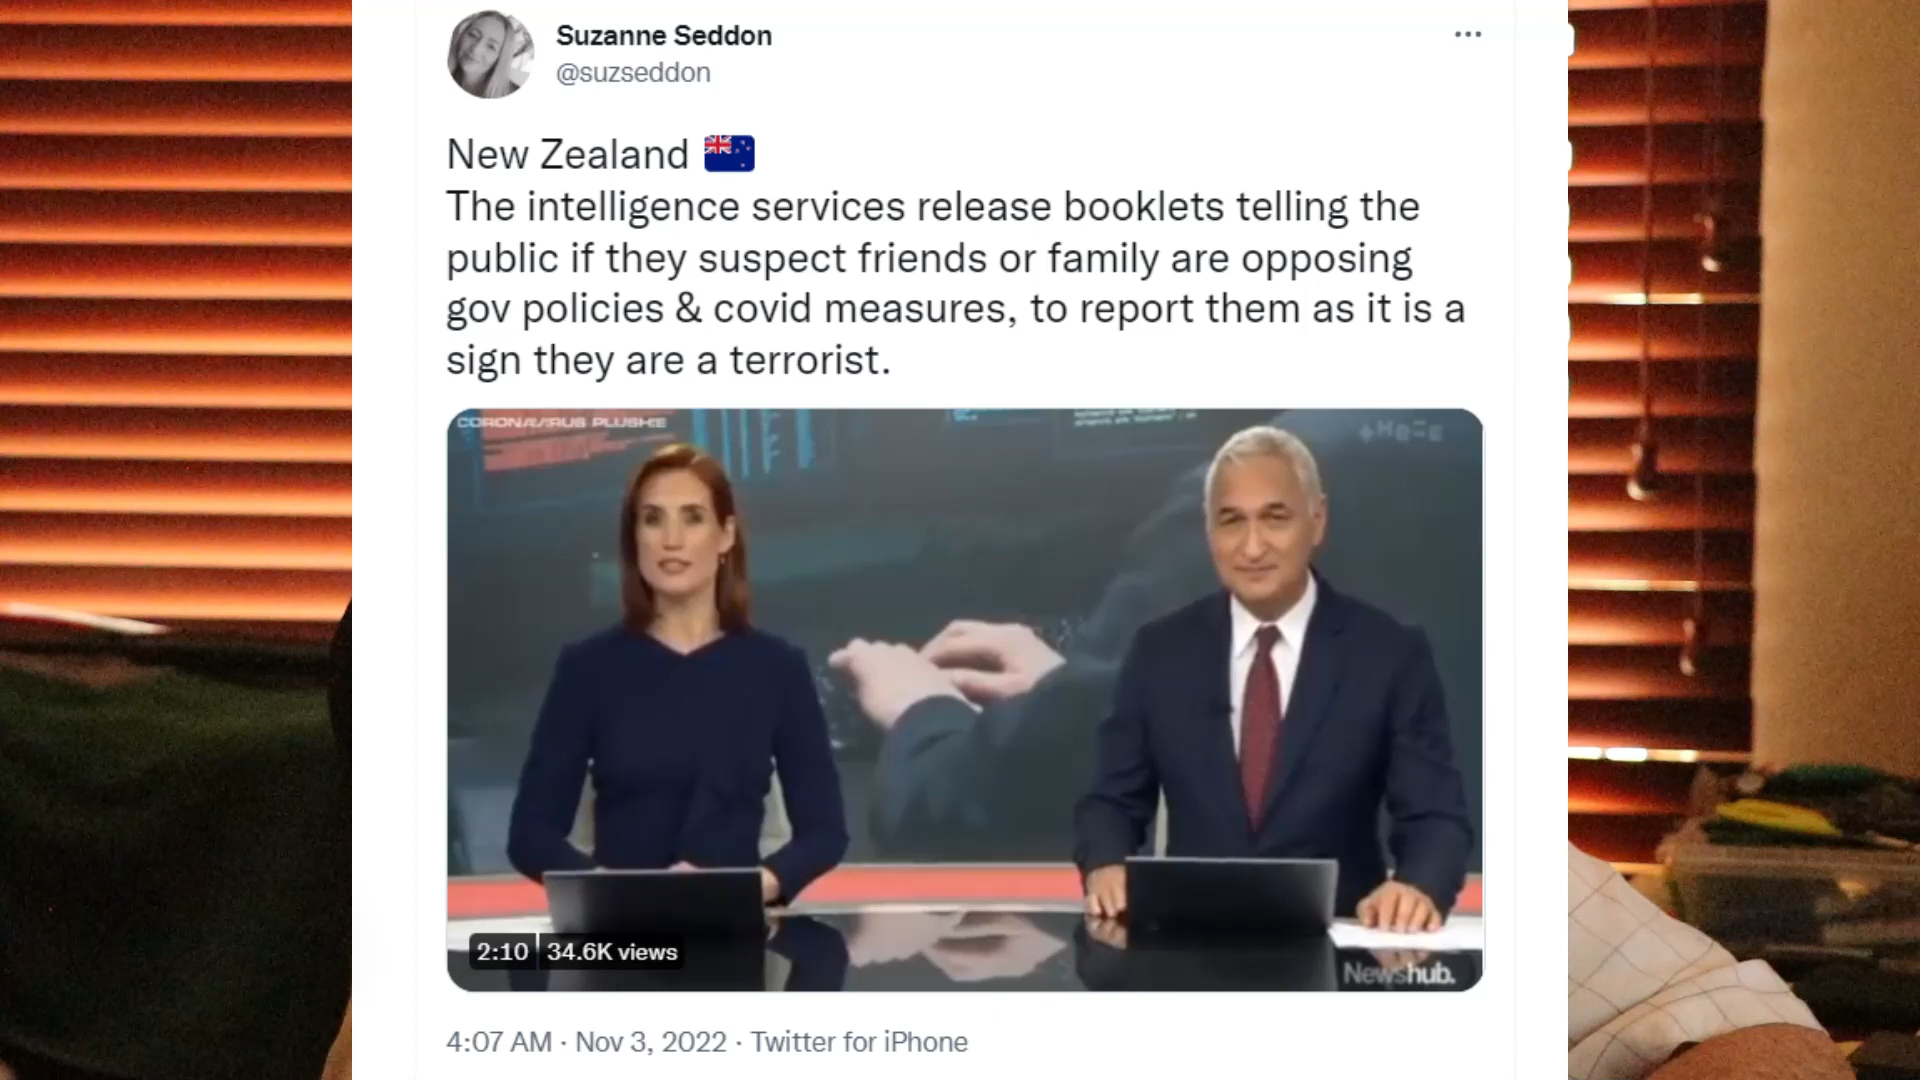 Suzanne Seddon
@suzseddon
New Zealand
The intelligence services release booklets telling the
public if they suspect friends or family are opposing
gov policies & covid measures, to report them as it is a
sign they are a terrorist.
CORONAVIRUS PLUSHIE
2:10 34.6K views
Newshub.
4:07 AM · Nov 3, 2022 · Twitter for iPhone